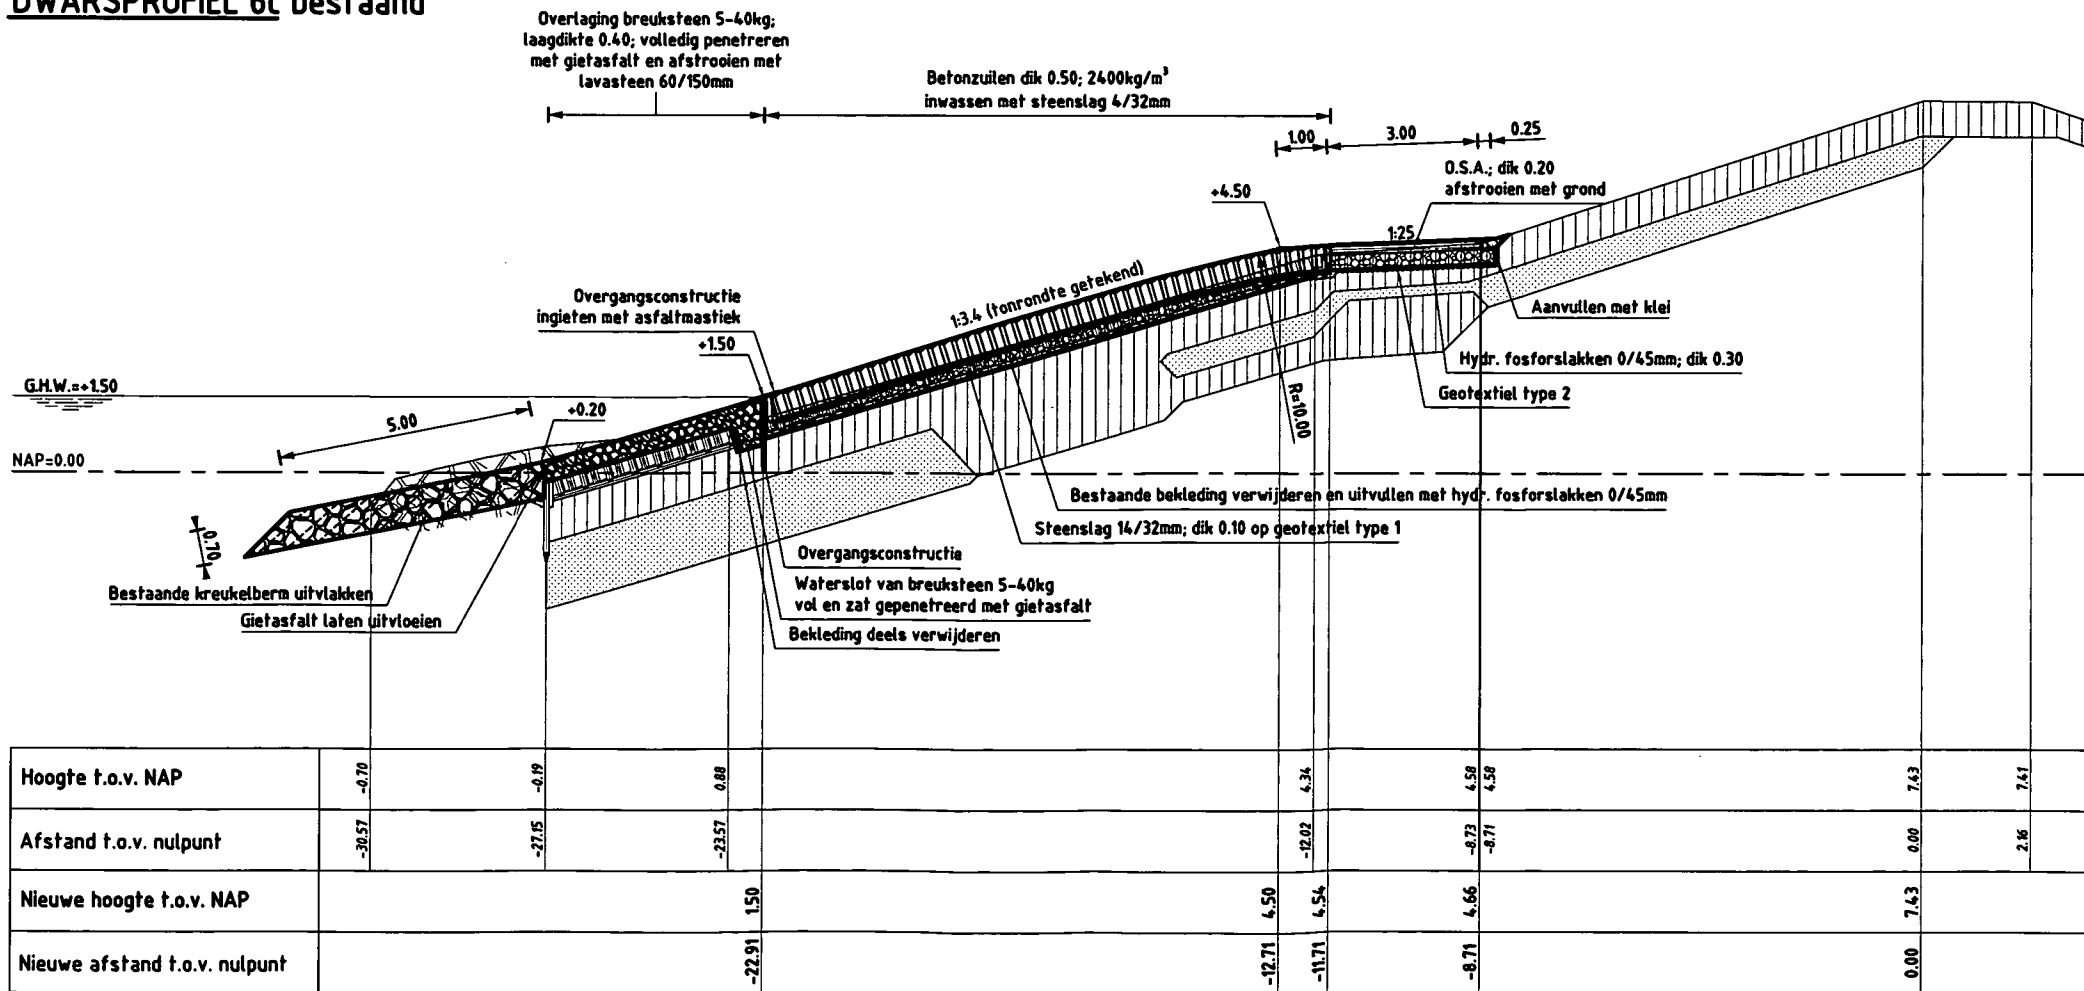 DWARSPROFIEL 6c bestaand
Overlaging breuksteen 5-40kg;
laagdikte 0.40; volledig penetreren
met gietasfalt en afstrooien met
lavasteen 60/150mm
Betonzuilen dik 0.50; 2400kg/m³
inwassen met steenslag 4/32mm
1.00
3.00
0.25
O.S.A.; dik 0.20
afstrooien met grond
+4.50
1:25
1:3.4 (tonrondte getekend)
Overgangsconstructie
ingieten met asfaltmastiek
+1.50
Aanvullen met klei
Hydr. fosforslakken 0/45mm; dik 0.30
Geotextiel type 2
R=10.00
G.H.W.=+1.50
5.00
+0.20
NAP=0.00
Bestaande bekleding verwijderen en uitvullen met hydr. fosforslakken 0/45mm
Steenslag 14/32mm; dik 0.10 op geotextiel type 1
0.70
Overgangsconstructie
Waterslot van breuksteen 5-40kg
vol en zat gepenetreerd met gietasfalt
Bekleding deels verwijderen
Bestaande kreukelberm uitvlakken
Gietasfalt laten uitvloeien
Hoogte t.o.v. NAP -0.70 -0.19 0.88 4.34 4.58 4.58 7.43 7.41
Afstand t.o.v. nulpunt -30.57 -27.15 -23.57 -12.02 -8.73 -8.71 0.00 2.16
Nieuwe hoogte t.o.v. NAP 1.50 4.50 4.54 4.66 7.43
Nieuwe afstand t.o.v. nulpunt -22.91 -12.71 -11.71 -8.71 0.00